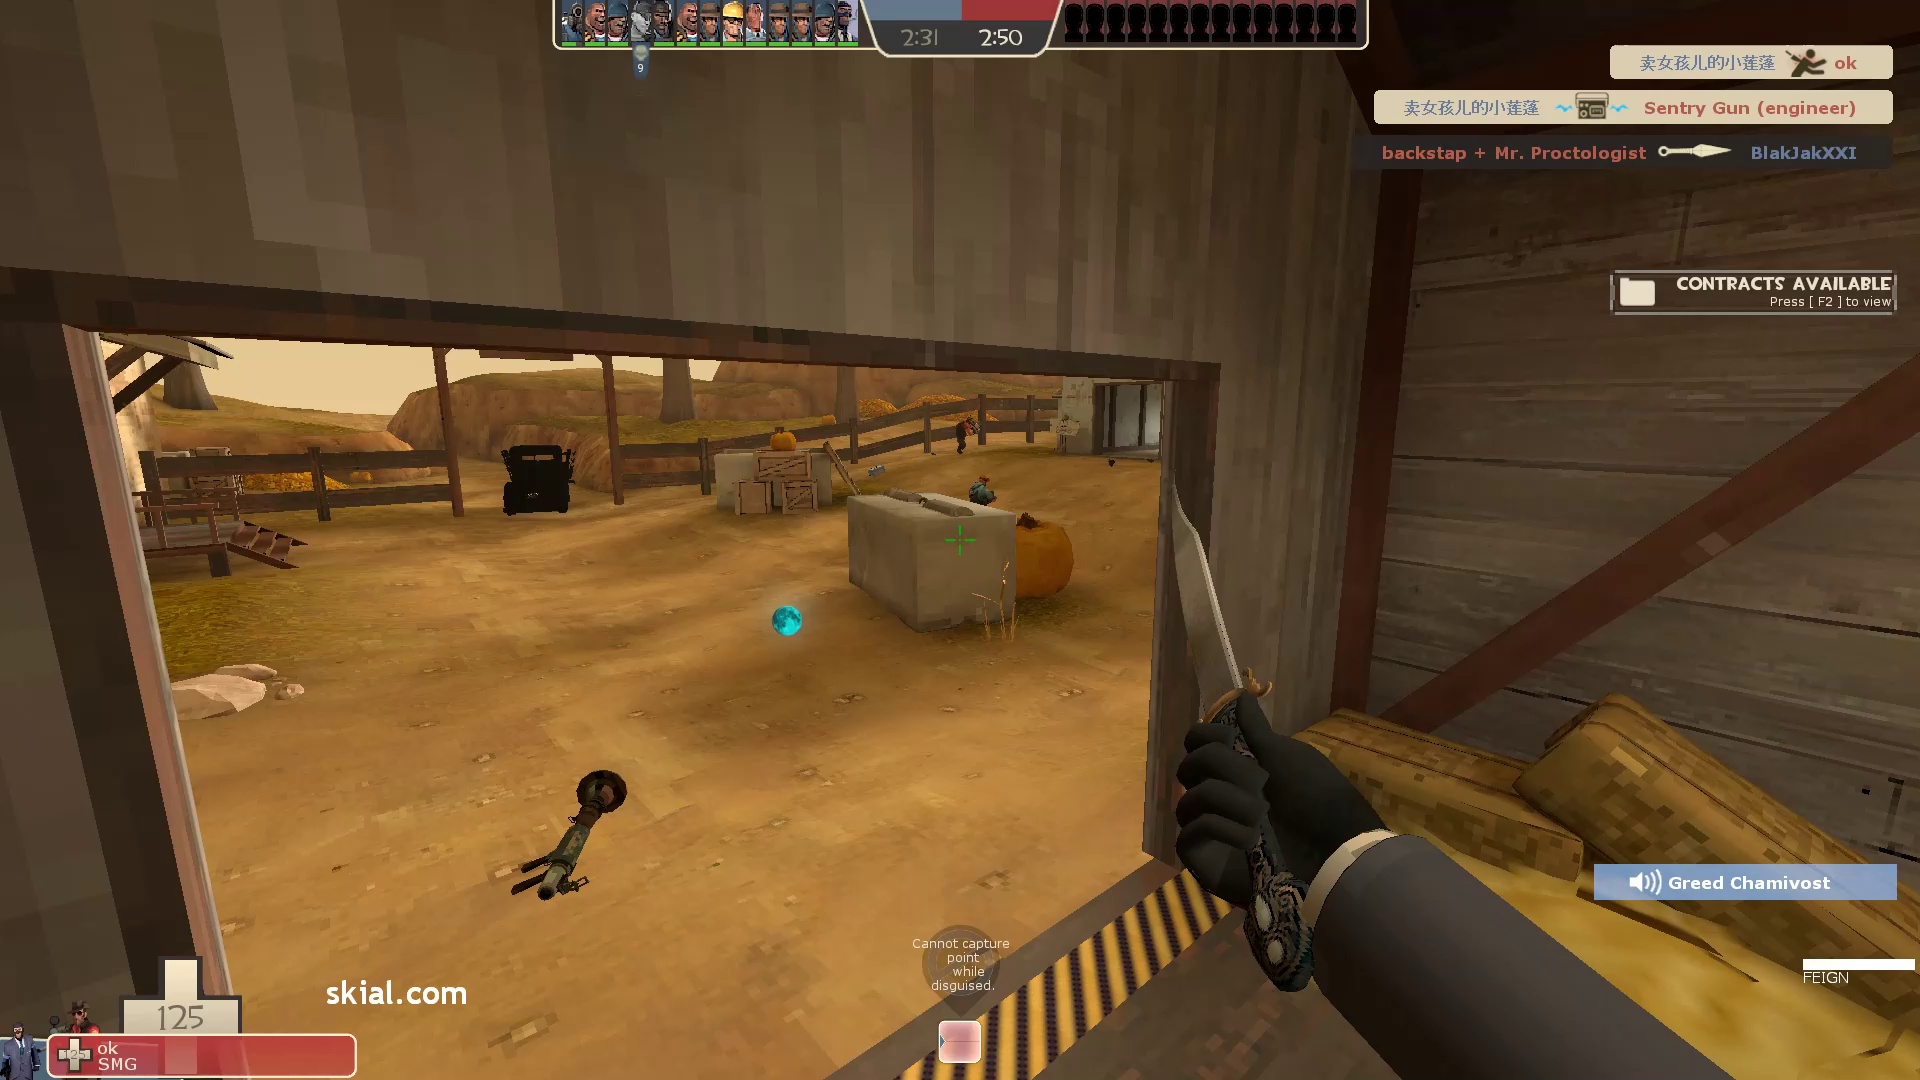 2:31 2:50
9
卖女孩儿的小莲蓬 ok
卖女孩儿的小莲蓬 Sentry Gun (engineer)
backstap + Mr. Proctologist BlakJakXXI
CONTRACTS AVAILABLE
Press [ F2 ] to view
Greed Chamivost
Cannot capture
point
while
disguised.
FEIGN
skial.com
125
125 ok
SMG